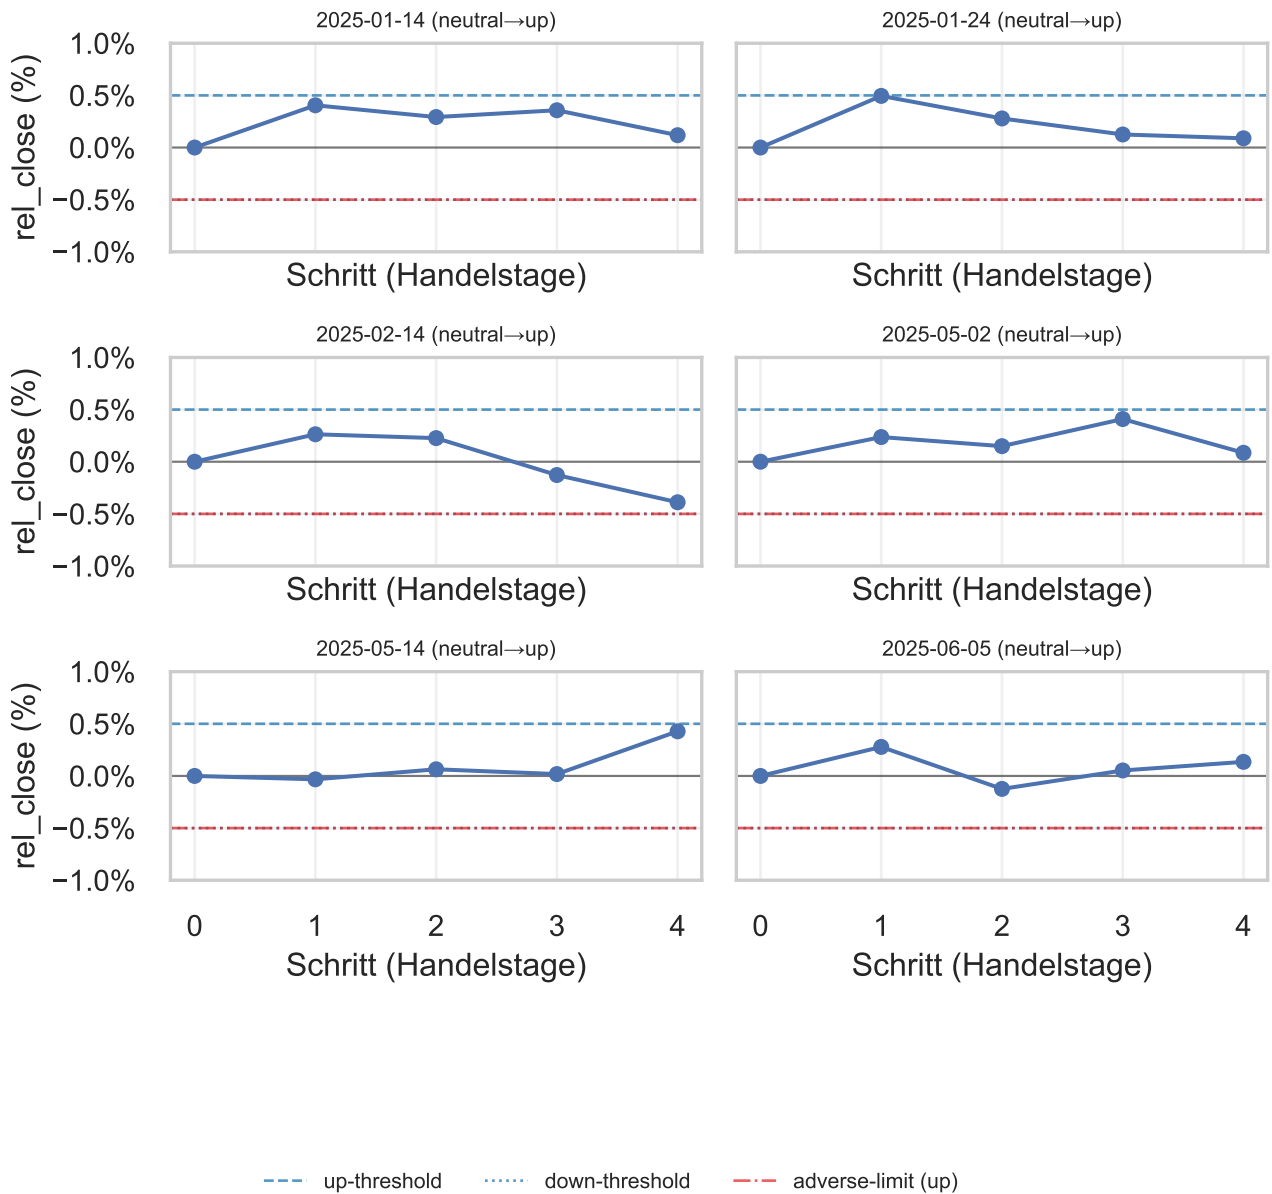 2025-01-14 (neutral→up)
2025-01-24 (neutral→up)
1.0%
0.5%
0.0%
−0.5%
−1.0%
rel_close (%)
Schritt (Handelstage)
Schritt (Handelstage)
2025-02-14 (neutral→up)
2025-05-02 (neutral→up)
1.0%
0.5%
0.0%
−0.5%
−1.0%
rel_close (%)
Schritt (Handelstage)
Schritt (Handelstage)
2025-05-14 (neutral→up)
2025-06-05 (neutral→up)
1.0%
0.5%
0.0%
−0.5%
−1.0%
rel_close (%)
0 1 2 3 4
0 1 2 3 4
Schritt (Handelstage)
Schritt (Handelstage)
up-threshold
down-threshold
adverse-limit (up)